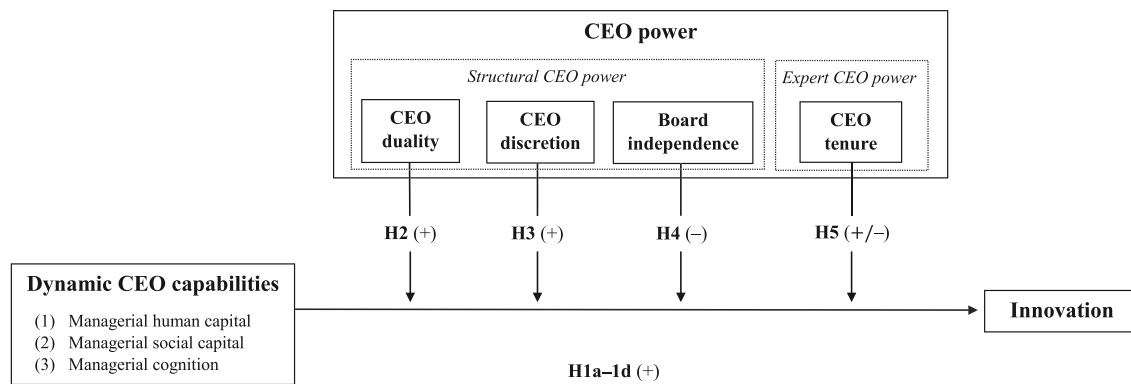 CEO power
Structural CEO power
Expert CEO power
CEO
duality
CEO
discretion
Board
independence
CEO
tenure
H2 (+)
H3 (+)
H4 (–)
H5 (+/–)
Dynamic CEO capabilities
(1) Managerial human capital
(2) Managerial social capital
(3) Managerial cognition
Innovation
H1a–1d (+)